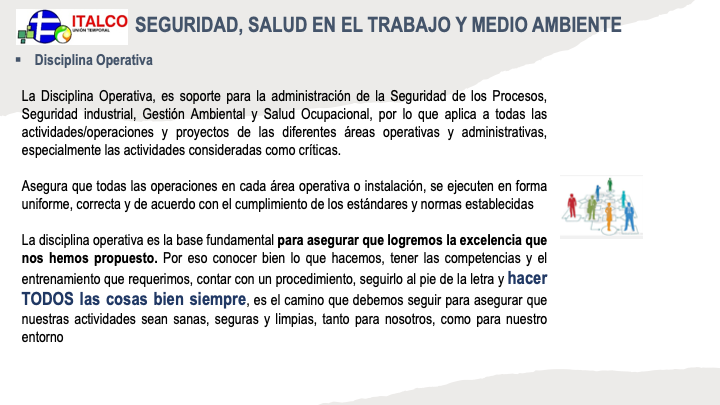 ITALCO
UNIÓN TEMPORAL
SEGURIDAD, SALUD EN EL TRABAJO Y MEDIO AMBIENTE
▪ Disciplina Operativa
La Disciplina Operativa, es soporte para la administración de la Seguridad de los Procesos,
Seguridad industrial, Gestión Ambiental y Salud Ocupacional, por lo que aplica a todas las
actividades/operaciones y proyectos de las diferentes áreas operativas y administrativas,
especialmente las actividades consideradas como críticas.
Asegura que todas las operaciones en cada área operativa o instalación, se ejecuten en forma
uniforme, correcta y de acuerdo con el cumplimiento de los estándares y normas establecidas
La disciplina operativa es la base fundamental para asegurar que logremos la excelencia que
nos hemos propuesto. Por eso conocer bien lo que hacemos, tener las competencias y el
entrenamiento que requerimos, contar con un procedimiento, seguirlo al pie de la letra y hacer
TODOS las cosas bien siempre, es el camino que debemos seguir para asegurar que
nuestras actividades sean sanas, seguras y limpias, tanto para nosotros, como para nuestro
entorno